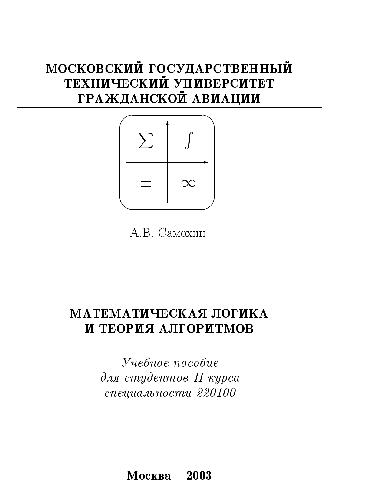 МОСКОВСКИЙ ГОСУДАРСТВЕННЫЙ
ТЕХНИЧЕСКИЙ УНИВЕРСИТЕТ
ГРАЖДАНСКОЙ АВИАЦИИ
∑ ∫
≡ ∞
А.В. Самохин
МАТЕМАТИЧЕСКАЯ ЛОГИКА
И ТЕОРИЯ АЛГОРИТМОВ
Учебное пособие
для студентов II курса
специальности 220100
Москва 2003